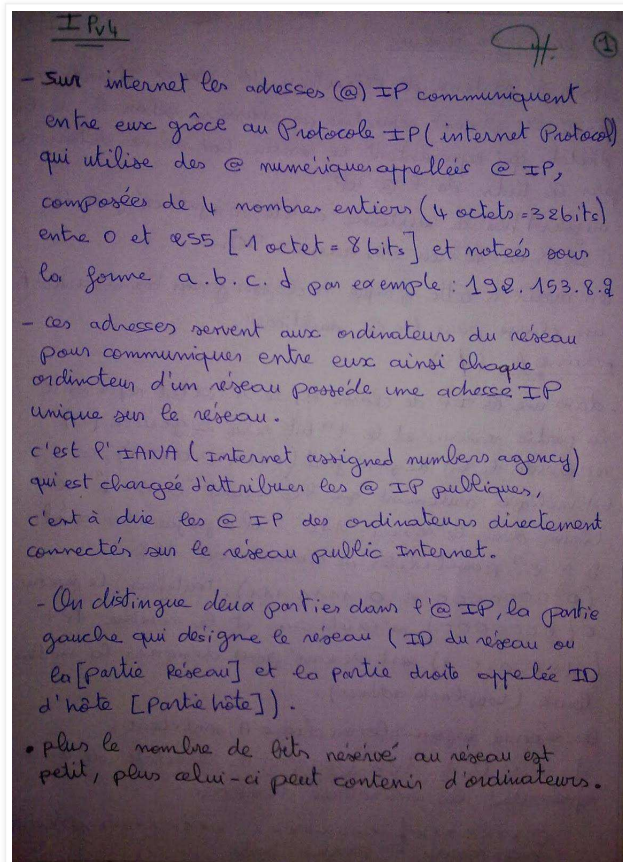 IPv4
1
- Sur internet les adresses (@) IP communiquent
entre eux grâce au Protocole IP (internet Protocol)
qui utilise des @ numériques appellées @ IP,
composées de 4 nombres entiers (4 octets = 32bits)
entre 0 et 255 [1 octet = 8 bits] et notées sous
la forme a.b.c.d par exemple : 192.153.8.2
- ces adresses servent aux ordinateurs du réseau
pour communiquer entre eux ainsi chaque
ordinateur d'un réseau possède une adresse IP
unique sur le réseau.
c'est l'IANA (Internet assigned numbers agency)
qui est chargée d'attribuer les @ IP publiques,
c'est à dire les @ IP des ordinateurs directement
connectés sur le réseau public Internet.
- On distingue deux parties dans l'@ IP, la partie
gauche qui désigne le réseau (ID du réseau ou
la [partie Réseau] et la partie droite appelée ID
d'hôte [Partie hôte]).
• plus le nombre de bits réservé au réseau est
petit, plus celui-ci peut contenir d'ordinateurs.